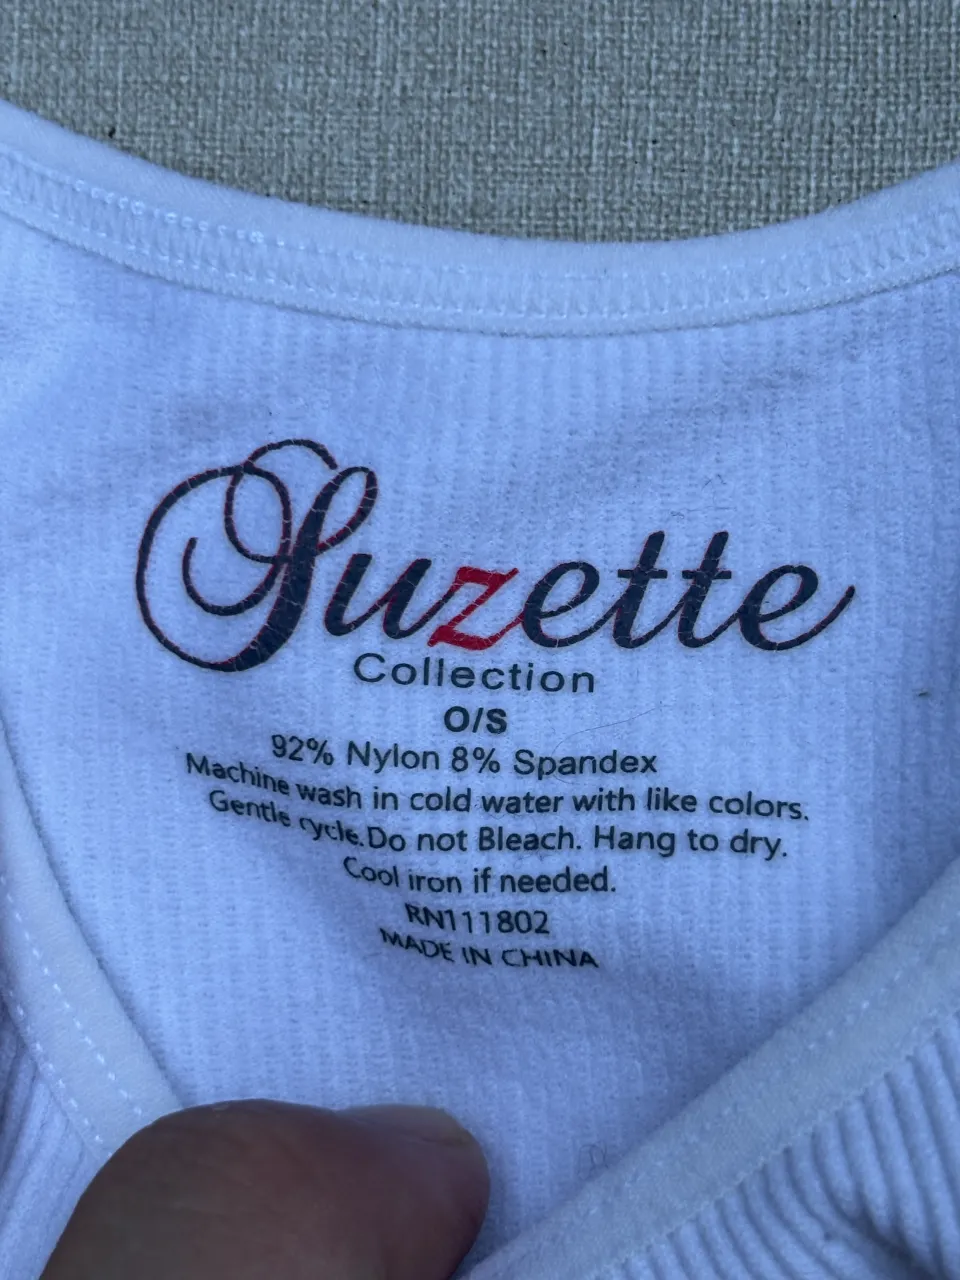 Suzette
Collection
O/S
92% Nylon 8% Spandex
Machine wash in cold water with like colors.
Gentle cycle.Do not Bleach. Hang to dry.
Cool iron if needed.
RN111802
MADE IN CHINA